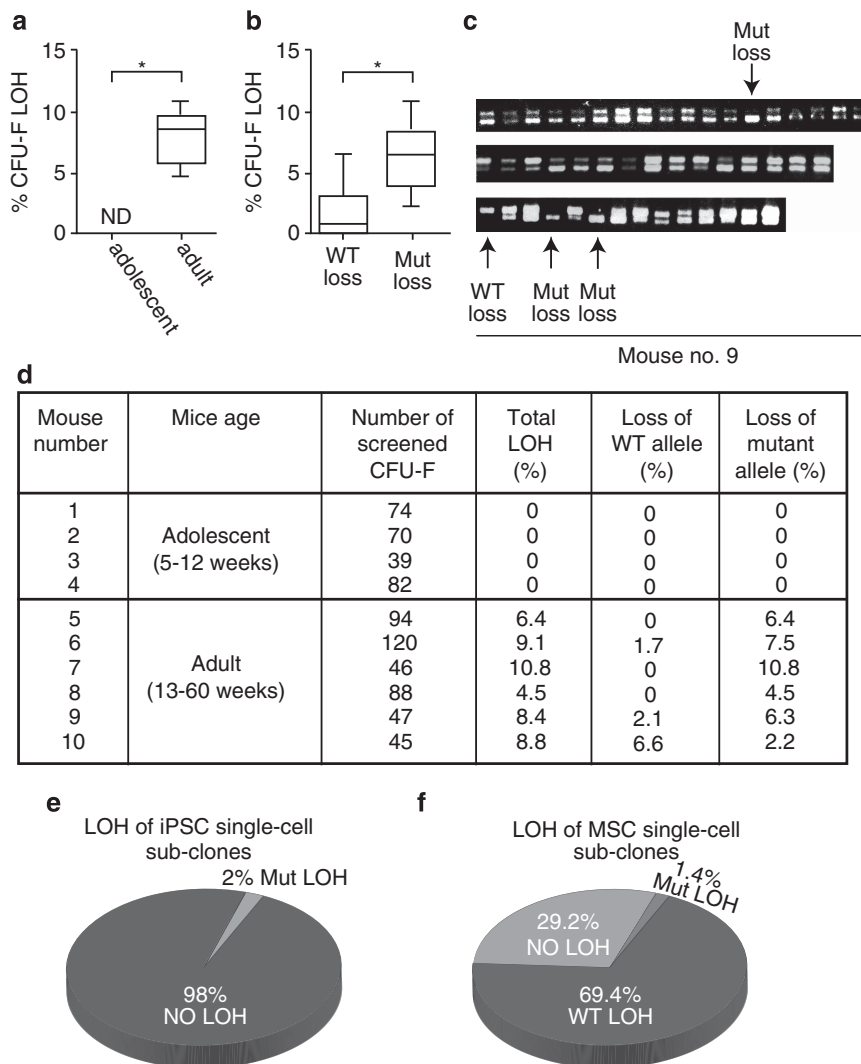 a
% CFU-F LOH
15
10
5
0
*
ND
adolescent
adult
b
% CFU-F LOH
15
10
5
0
*
WT
loss
Mut
loss
c
Mut
loss
WT
loss
Mut
loss
Mut
loss
Mouse no. 9
d
Mouse number Mice age Number of screened CFU-F Total LOH (%) Loss of WT allele (%) Loss of mutant allele (%)
1 74 0 0 0
2 Adolescent 70 0 0 0
3 (5-12 weeks) 39 0 0 0
4 82 0 0 0
5 94 6.4 0 6.4
6 120 9.1 1.7 7.5
7 Adult 46 10.8 0 10.8
8 (13-60 weeks) 88 4.5 0 4.5
9 47 8.4 2.1 6.3
10 45 8.8 6.6 2.2
e
LOH of iPSC single-cell
sub-clones
2% Mut LOH
98%
NO LOH
f
LOH of MSC single-cell
sub-clones
1.4%
Mut LOH
29.2%
NO LOH
69.4%
WT LOH